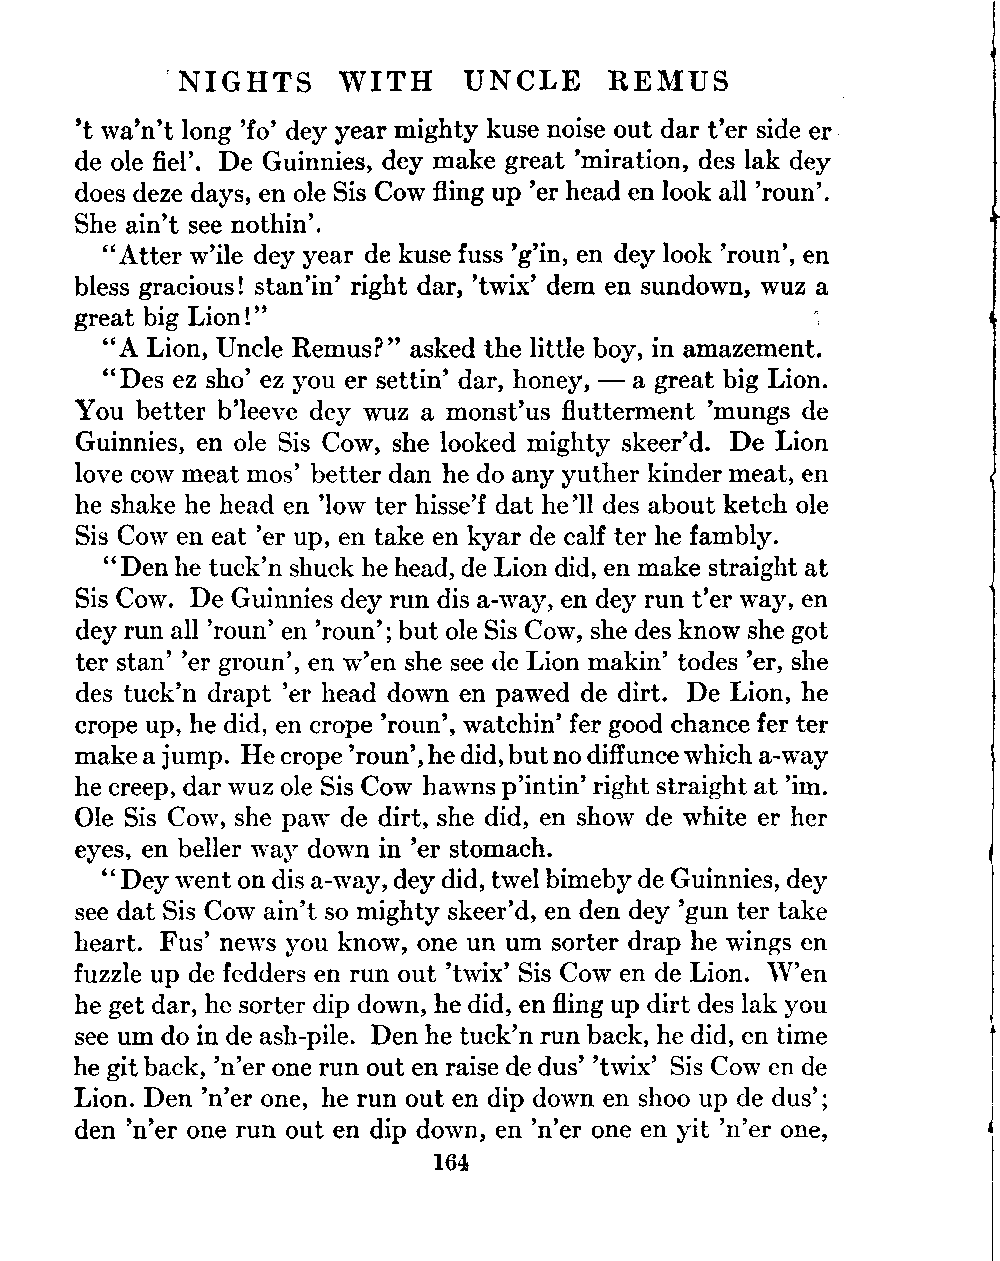 NIGHTS WITH UNCLE REMUS
't wa'n't long 'fo' dey year mighty kuse noise out dar t'er side er
de ole fiel'. De Guinnies, dey make great 'miration, des lak dey
does deze days, en ole Sis Cow fling up 'er head en look all 'roun'.
She ain't see nothin'.
"Atter w'ile dey year de kuse fuss 'g'in, en dey look 'roun', en
bless gracious! stan'in' right dar, 'twix' dem en sundown, wuz a
great big Lion!"
"A Lion, Uncle Remus?" asked the little boy, in amazement.
"Des ez sho' ez you er settin' dar, honey, — a great big Lion.
You better b'leeve dey wuz a monst'us flutterment 'mungs de
Guinnies, en ole Sis Cow, she looked mighty skeer'd. De Lion
love cow meat mos' better dan he do any yuther kinder meat, en
he shake he head en 'low ter hisse'f dat he'll des about ketch ole
Sis Cow en eat 'er up, en take en kyar de calf ter he fambly.
"Den he tuck'n shuck he head, de Lion did, en make straight at
Sis Cow. De Guinnies dey run dis a-way, en dey run t'er way, en
dey run all 'roun' en 'roun'; but ole Sis Cow, she des know she got
ter stan' 'er groun', en w'en she see de Lion makin' todes 'er, she
des tuck'n drapt 'er head down en pawed de dirt. De Lion, he
crope up, he did, en crope 'roun', watchin' fer good chance fer ter
make a jump. He crope 'roun', he did, but no diffunce which a-way
he creep, dar wuz ole Sis Cow hawns p'intin' right straight at 'im.
Ole Sis Cow, she paw de dirt, she did, en show de white er her
eyes, en beller way down in 'er stomach.
"Dey went on dis a-way, dey did, twel bimeby de Guinnies, dey
see dat Sis Cow ain't so mighty skeer'd, en den dey 'gun ter take
heart. Fus' news you know, one un um sorter drap he wings en
fuzzle up de fedders en run out 'twix' Sis Cow en de Lion. W'en
he get dar, he sorter dip down, he did, en fling up dirt des lak you
see um do in de ash-pile. Den he tuck'n run back, he did, en time
he git back, 'n'er one run out en raise de dus' 'twix' Sis Cow en de
Lion. Den 'n'er one, he run out en dip down en shoo up de dus';
den 'n'er one run out en dip down, en 'n'er one en yit 'n'er one,
164